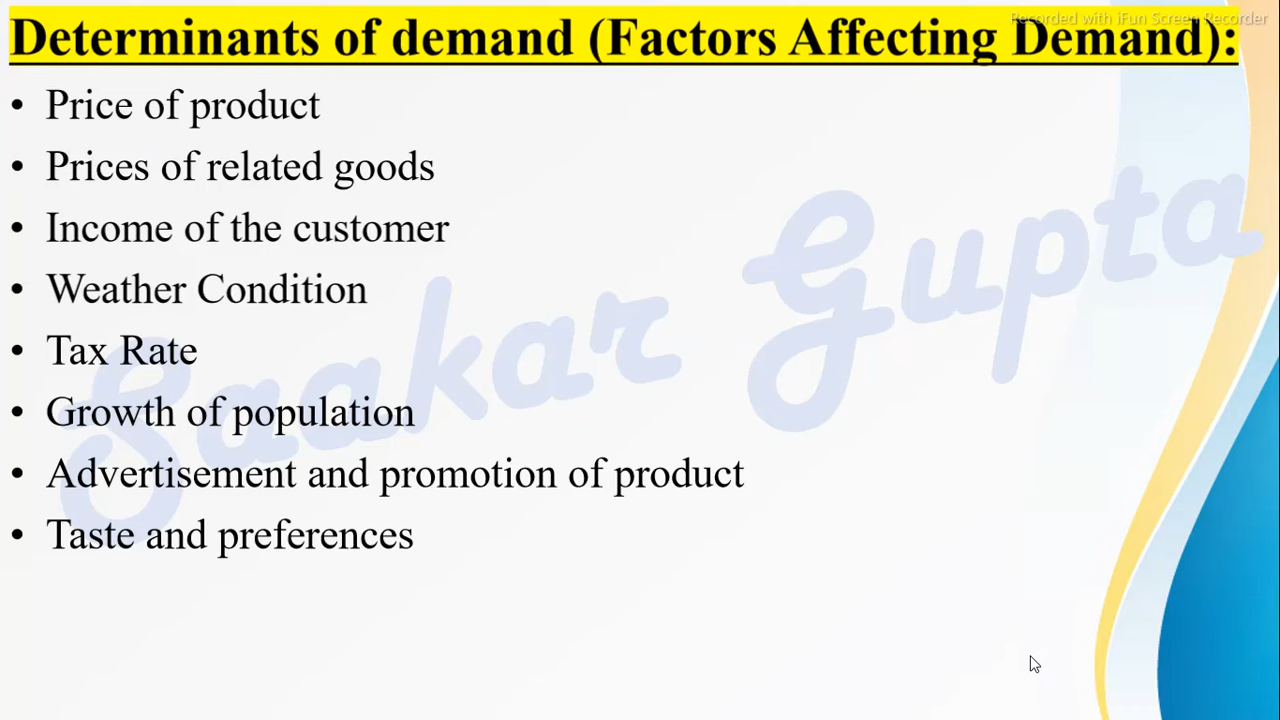 Recorded with iFun Screen Recorder
Determinants of demand (Factors Affecting Demand):
• Price of product
• Prices of related goods
• Income of the customer
• Weather Condition
• Tax Rate
• Growth of population
• Advertisement and promotion of product
• Taste and preferences
Saakar Gupta